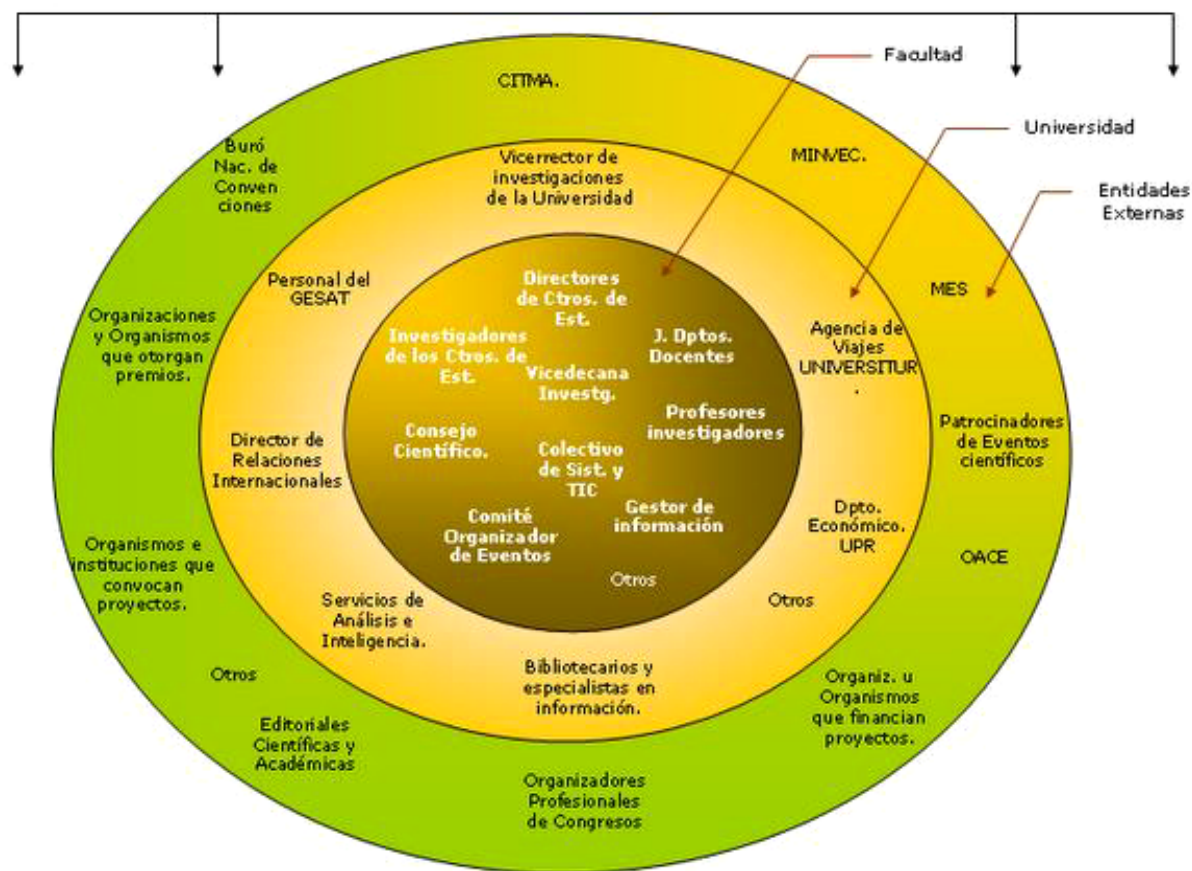 Facultad
CITMA.
Universidad
Buró
Nac. de
Conven
ciones
MINVEC.
Vicerrector de
investigaciones
de la Universidad
Entidades
Externas
Personal del
GESAT
Directores
de Ctros. de
Est.
MES
Organizaciones
y Organismos
que otorgan
premios.
Investigadores
de los Ctros. de
Est.
J. Dptos.
Docentes
Agencia de
Viajes
UNIVERSITUR
.
Vicedecana
Investg.
Profesores
investigadores
Patrocinadores
de Eventos
científicos
Consejo
Científico.
Director de
Relaciones
Internacionales
Colectivo
de Sist. y
TIC
Gestor de
información
Dpto.
Económico.
UPR
Comité
Organizador
de Eventos
OACE
Organismos e
instituciones que
convocan
proyectos.
Otros
Otros
Servicios de
Análisis e
Inteligencia.
Bibliotecarios y
especialistas en
información.
Otros
Organiz. u
Organismos
que financian
proyectos.
Editoriales
Científicas y
Académicas
Organizadores
Profesionales
de Congresos